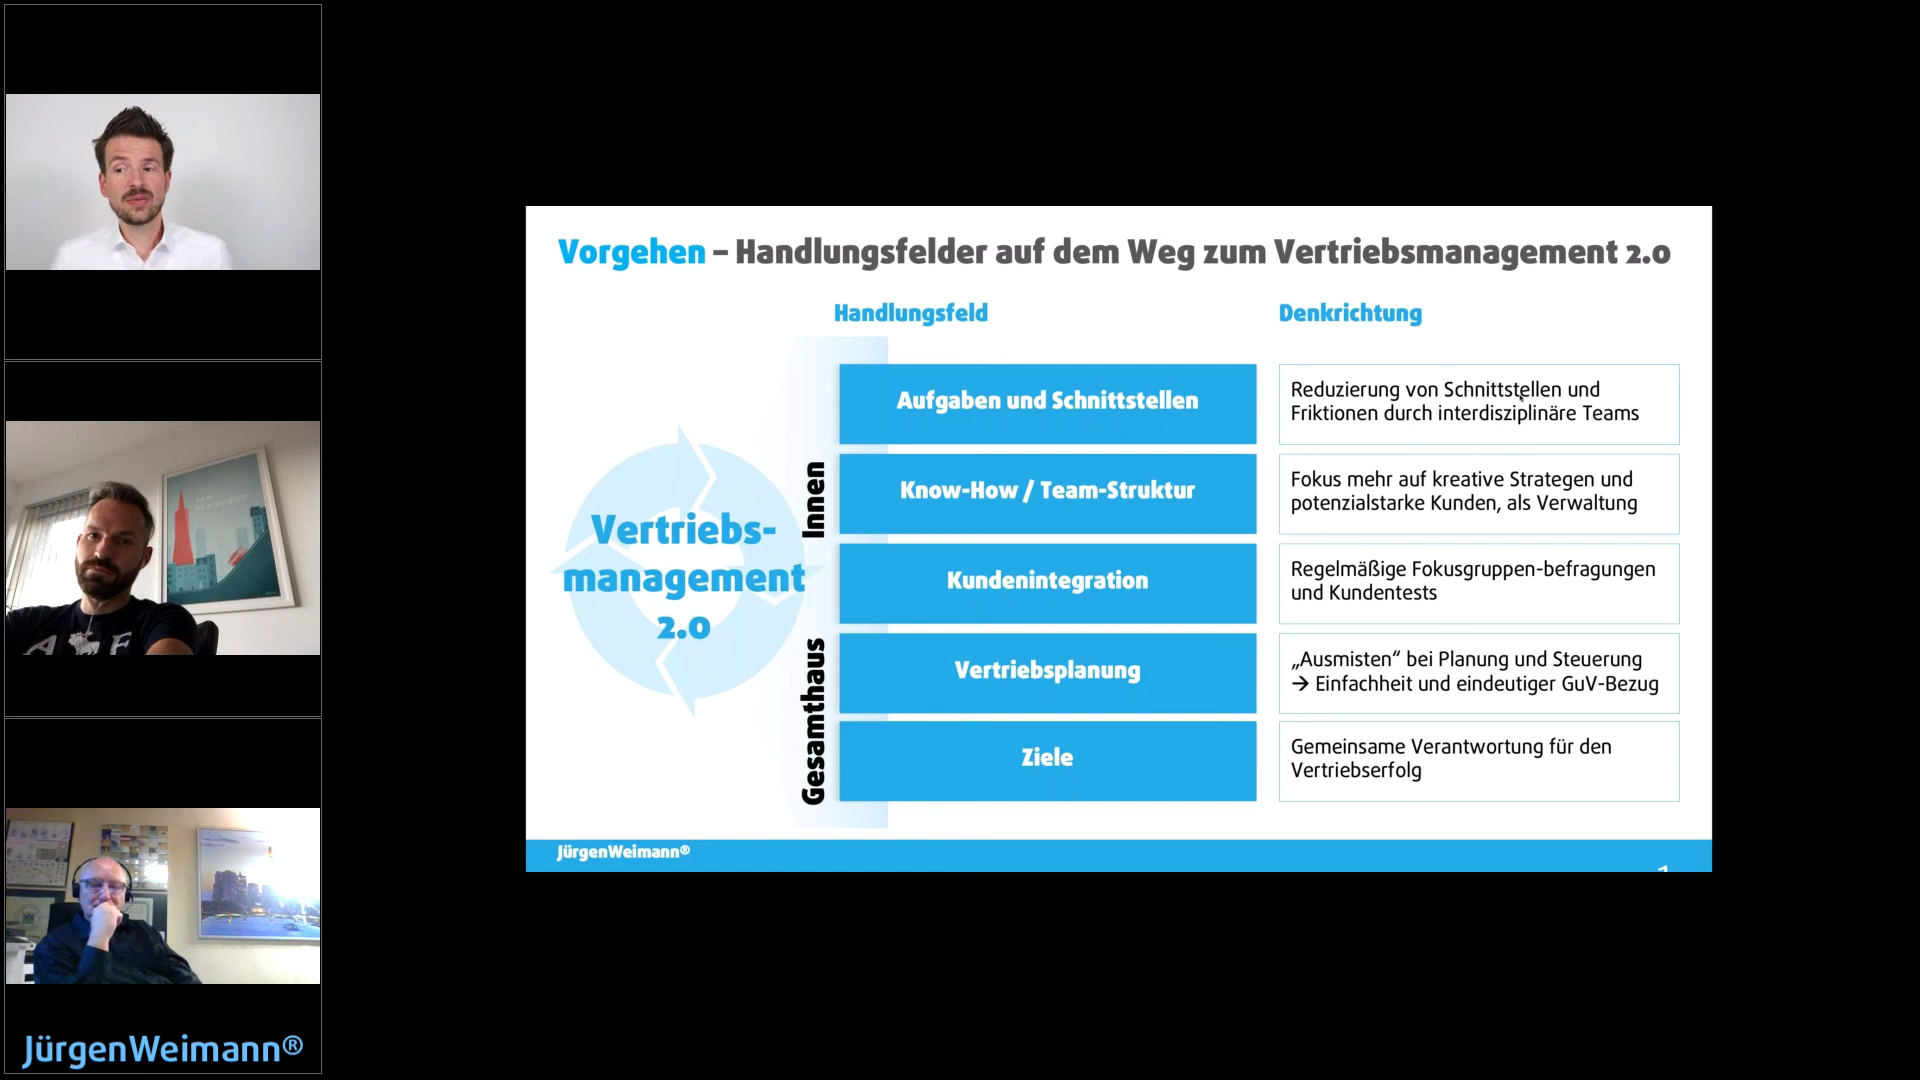 Vorgehen – Handlungsfelder auf dem Weg zum Vertriebsmanagement 2.0
Handlungsfeld
Denkrichtung
Vertriebs-
management
2.0
Innen
Gesamthaus
Aufgaben und Schnittstellen
Reduzierung von Schnittstellen und
Friktionen durch interdisziplinäre Teams
Know-How / Team-Struktur
Fokus mehr auf kreative Strategen und
potenzialstarke Kunden, als Verwaltung
Kundenintegration
Regelmäßige Fokusgruppen-befragungen
und Kundentests
Vertriebsplanung
„Ausmisten“ bei Planung und Steuerung
→ Einfachheit und eindeutiger GuV-Bezug
Ziele
Gemeinsame Verantwortung für den
Vertriebserfolg
JürgenWeimann®
JürgenWeimann®